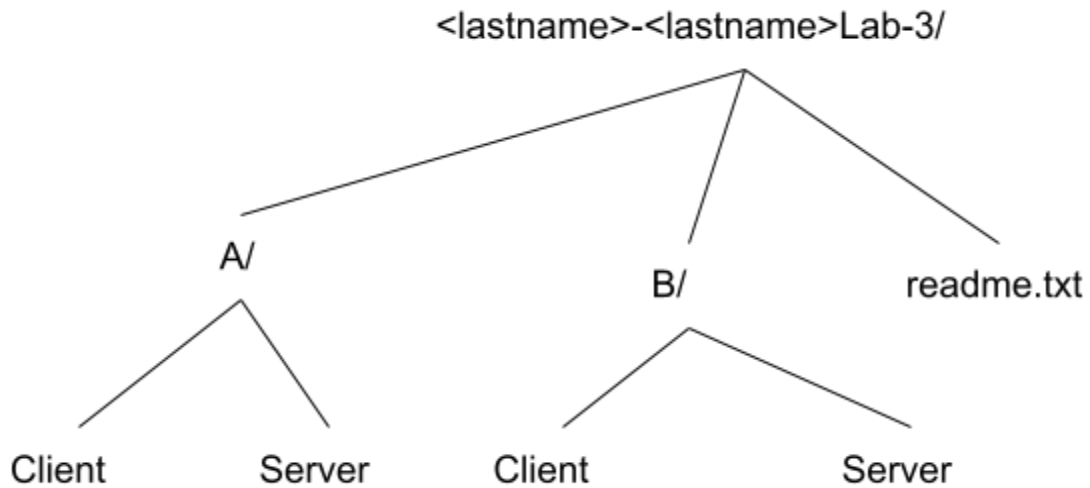 <lastname>-<lastname>Lab-3/
A/
B/
readme.txt
Client
Server
Client
Server